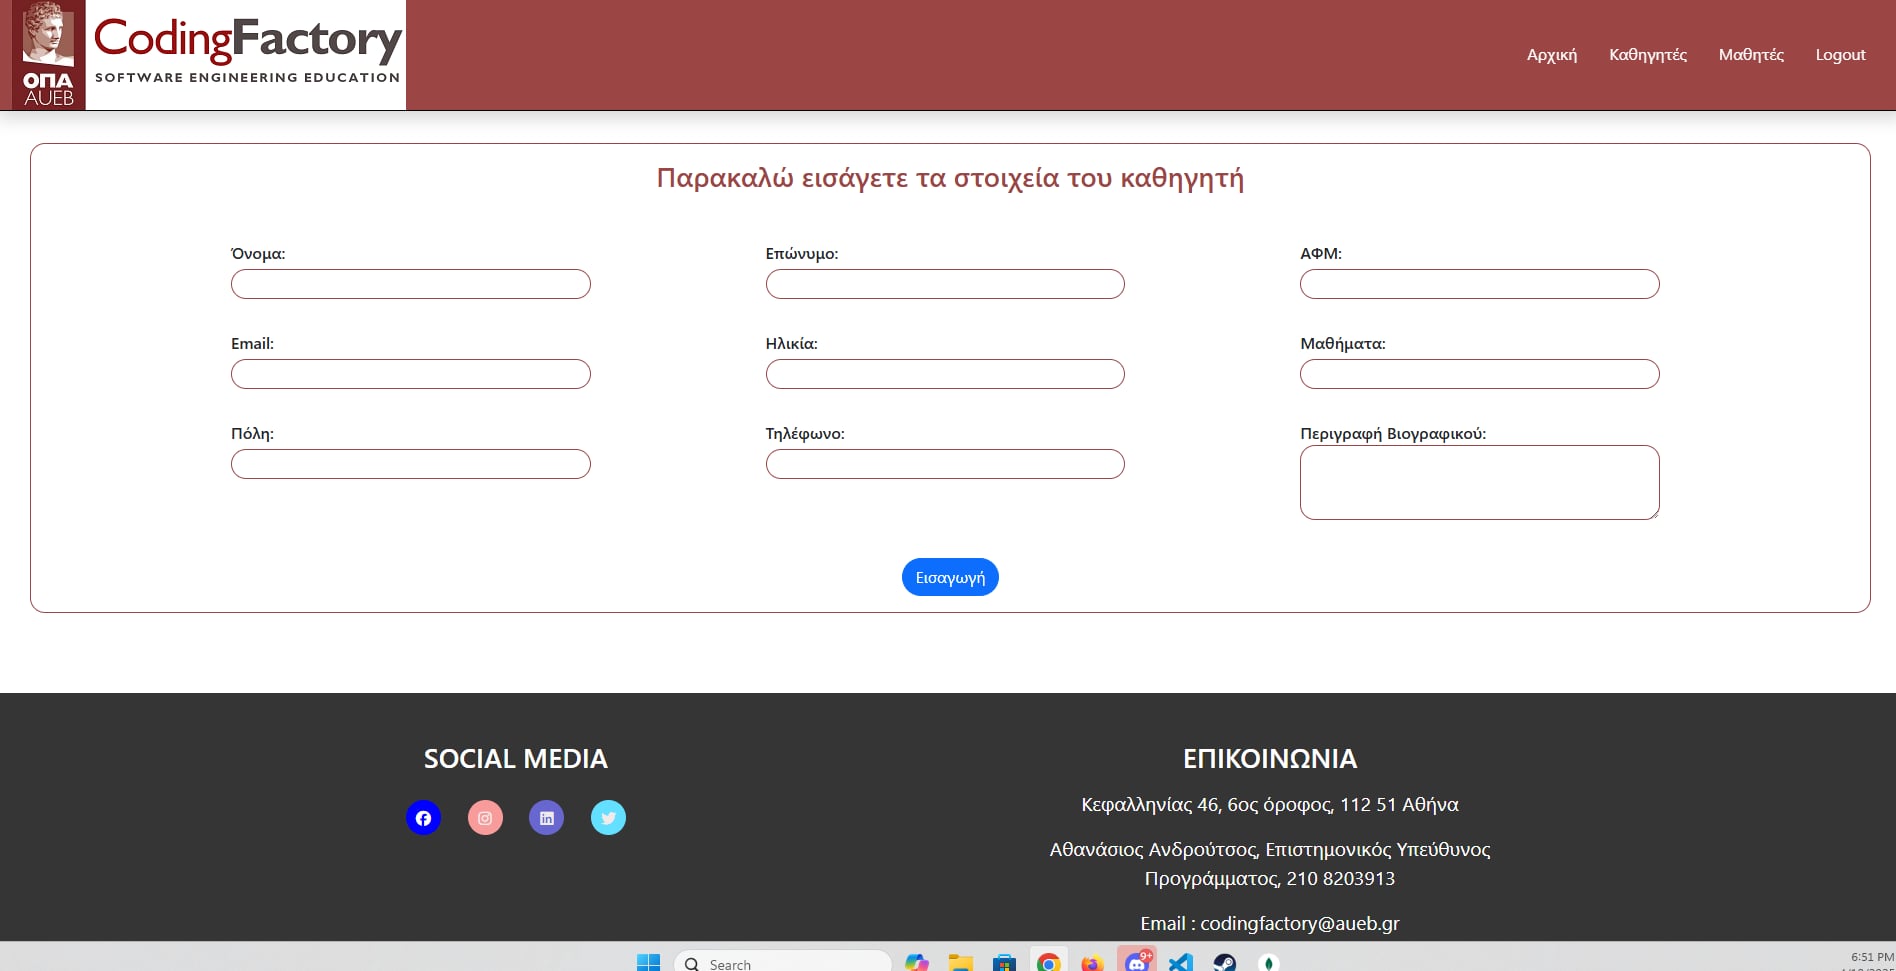 ΟΠΑ
AUEB
CodingFactory
SOFTWARE ENGINEERING EDUCATION
Αρχική Καθηγητές Μαθητές Logout
Παρακαλώ εισάγετε τα στοιχεία του καθηγητή
Όνομα: Επώνυμο: ΑΦΜ:
Email: Ηλικία: Μαθήματα:
Πόλη: Τηλέφωνο: Περιγραφή Βιογραφικού:
Εισαγωγή
SOCIAL MEDIA
ΕΠΙΚΟΙΝΩΝΙΑ
Κεφαλληνίας 46, 6ος όροφος, 112 51 Αθήνα
Αθανάσιος Ανδρούτσος, Επιστημονικός Υπεύθυνος
Προγράμματος, 210 8203913
Email : codingfactory@aueb.gr
Search
9+
6:51 PM